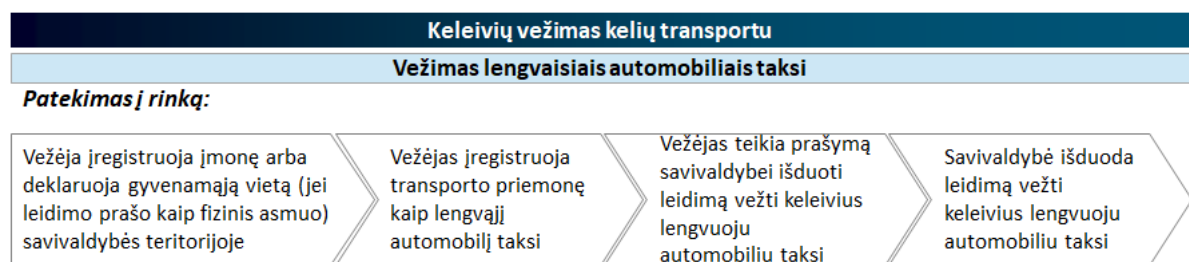 Keleivių vežimas kelių transportu
Vežimas lengvaisiais automobiliais taksi
Patekimas į rinką:
Vežėja įregistruoja įmonę arba
deklaruoja gyvenamąją vietą (jei
leidimo prašo kaip fizinis asmuo)
savivaldybės teritorijoje
Vežėjas įregistruoja
transporto priemonę
kaip lengvąjį
automobilį taksi
Vežėjas teikia prašymą
savivaldybei išduoti
leidimą vežti keleivius
lengvuoju
automobiliu taksi
Savivaldybė išduoda
leidimą vežti
keleivius lengvuoju
automobiliu taksi